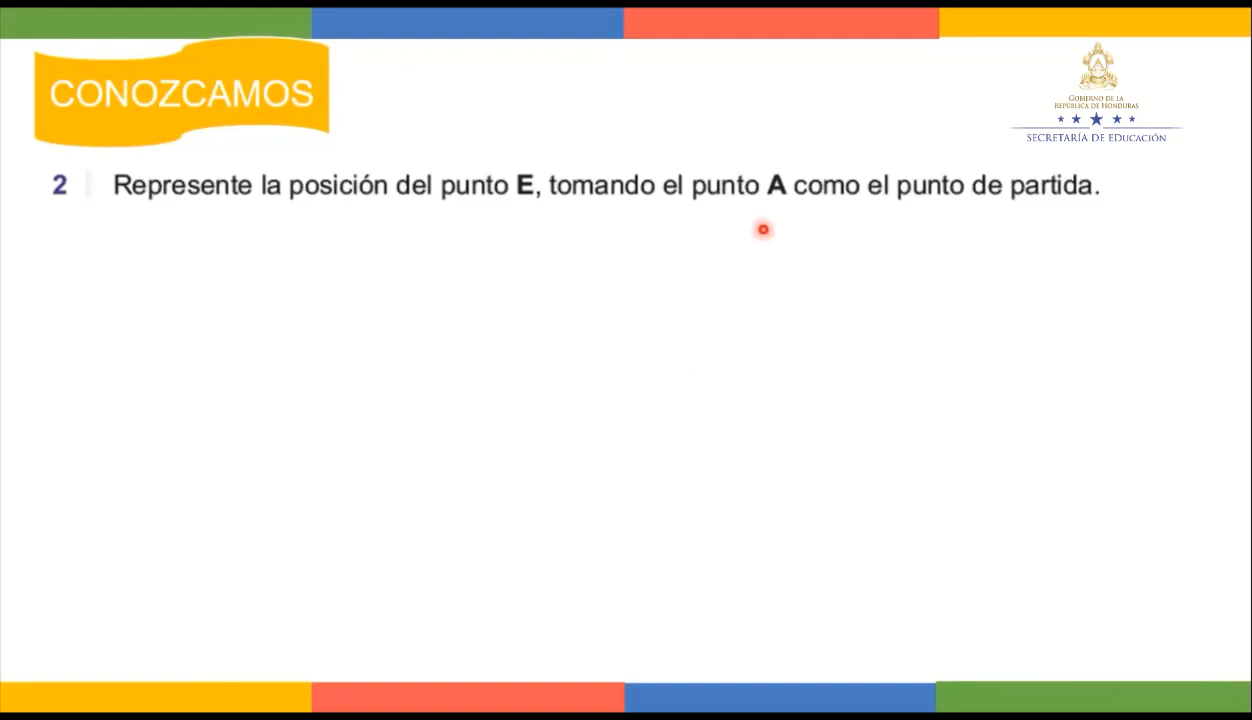 CONOZCAMOS
GOBIERNO DE LA
REPÚBLICA DE HONDURAS
SECRETARÍA DE EDUCACIÓN
2 Represente la posición del punto E, tomando el punto A como el punto de partida.